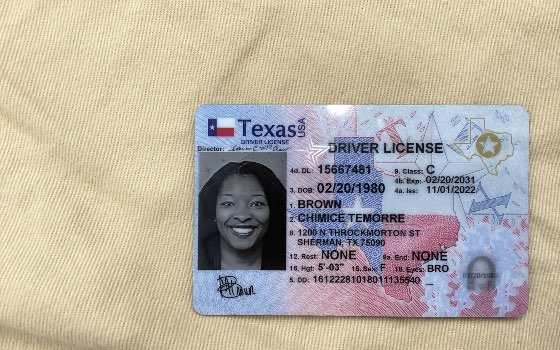 Texas USA
DRIVER LICENSE
Director:
DRIVER LICENSE
4d. DL: 15667481 9. Class: C
4b. Exp: 02/20/2031
3. DOB: 02/20/1980 4a. Iss: 11/01/2022
1. BROWN
2. CHIMICE TEMORRE
8. 1200 N THROCKMORTON ST
SHERMAN, TX 75090
12. Rest: NONE 9a. End: NONE
16. Hgt: 5'-03" 15. Sex: F 18. Eyes: BRO
5. DD: 16122281018011135540
02/20/1980